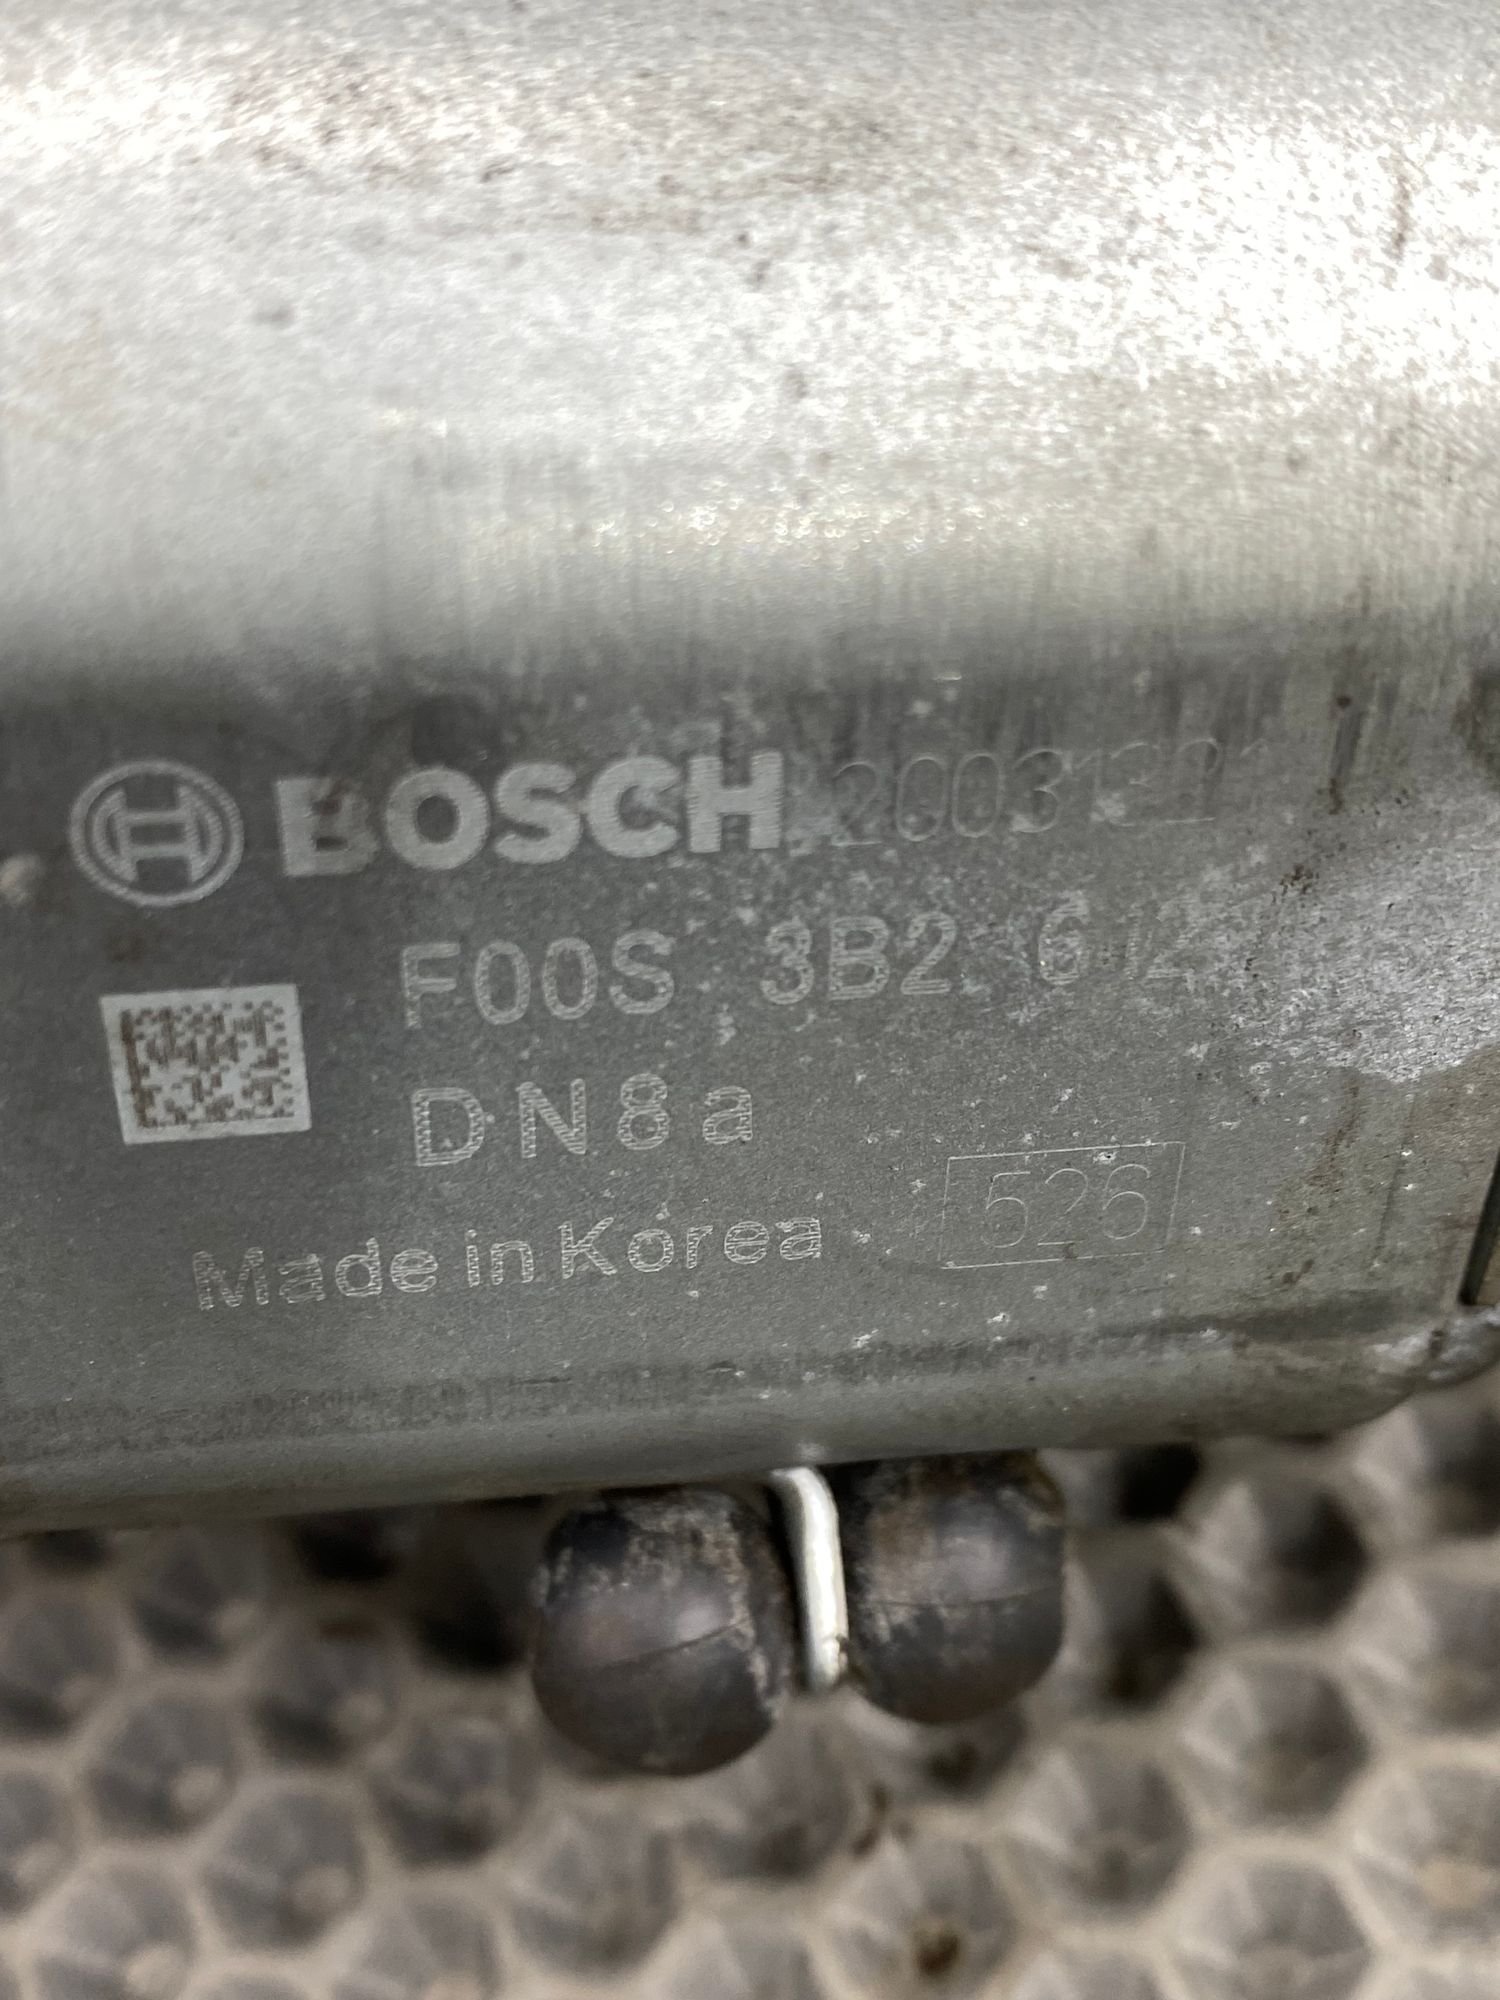 BOSCH
F00S 3B2
DN8a
Made in Korea
526